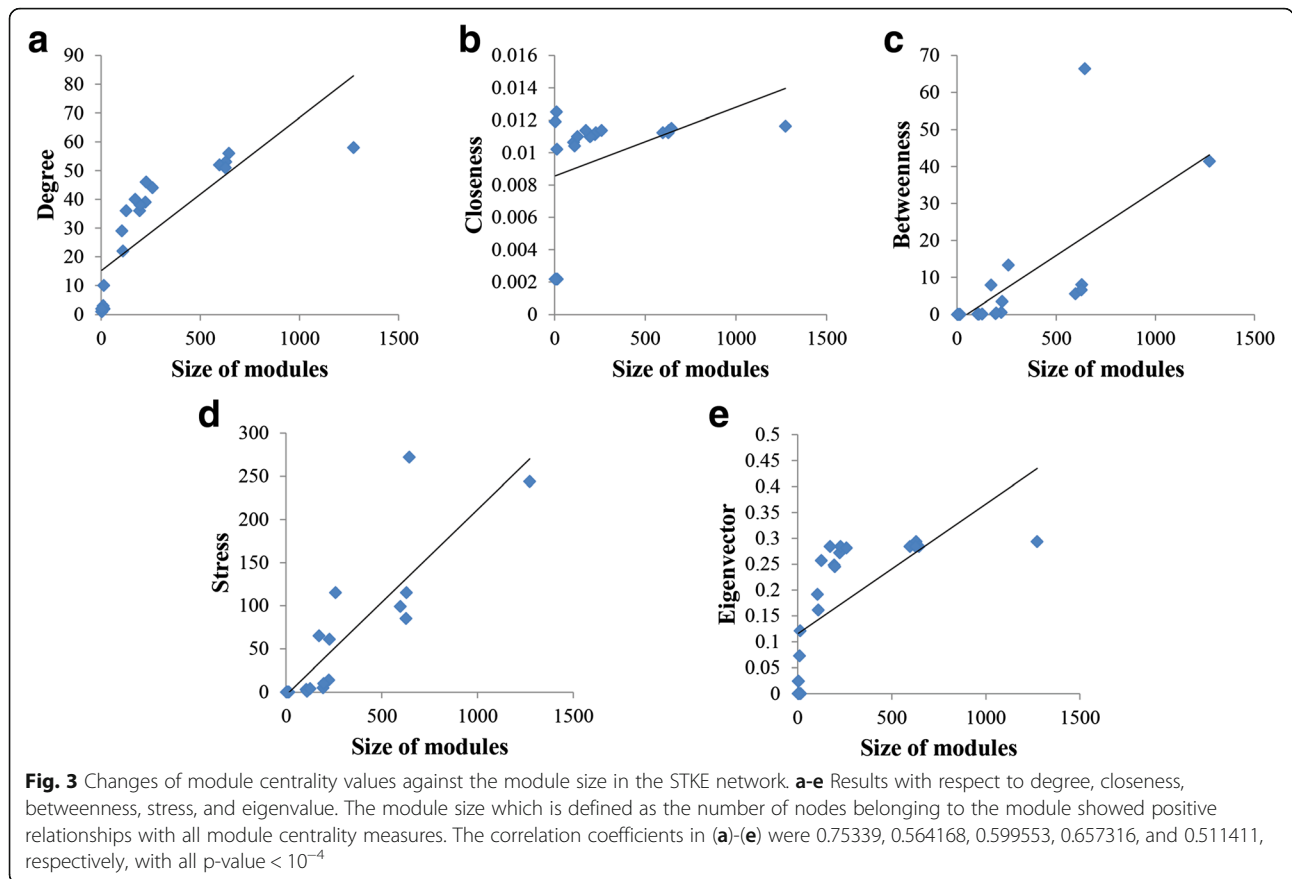 a
90
80
70
60
50
40
30
20
10
0
Degree
0 500 1000 1500
Size of modules
b
0.016
0.014
0.012
0.01
0.008
0.006
0.004
0.002
0
Closeness
0 500 1000 1500
Size of modules
c
70
60
50
40
30
20
10
0
Betweenness
0 500 1000 1500
Size of modules
d
300
250
200
150
100
50
0
Stress
0 500 1000 1500
Size of modules
e
0.5
0.45
0.4
0.35
0.3
0.25
0.2
0.15
0.1
0.05
0
Eigenvector
0 500 1000 1500
Size of modules
Fig. 3 Changes of module centrality values against the module size in the STKE network. a-e Results with respect to degree, closeness,
betweenness, stress, and eigenvalue. The module size which is defined as the number of nodes belonging to the module showed positive
relationships with all module centrality measures. The correlation coefficients in (a)-(e) were 0.75339, 0.564168, 0.599553, 0.657316, and 0.511411,
respectively, with all p-value < 10⁻⁴